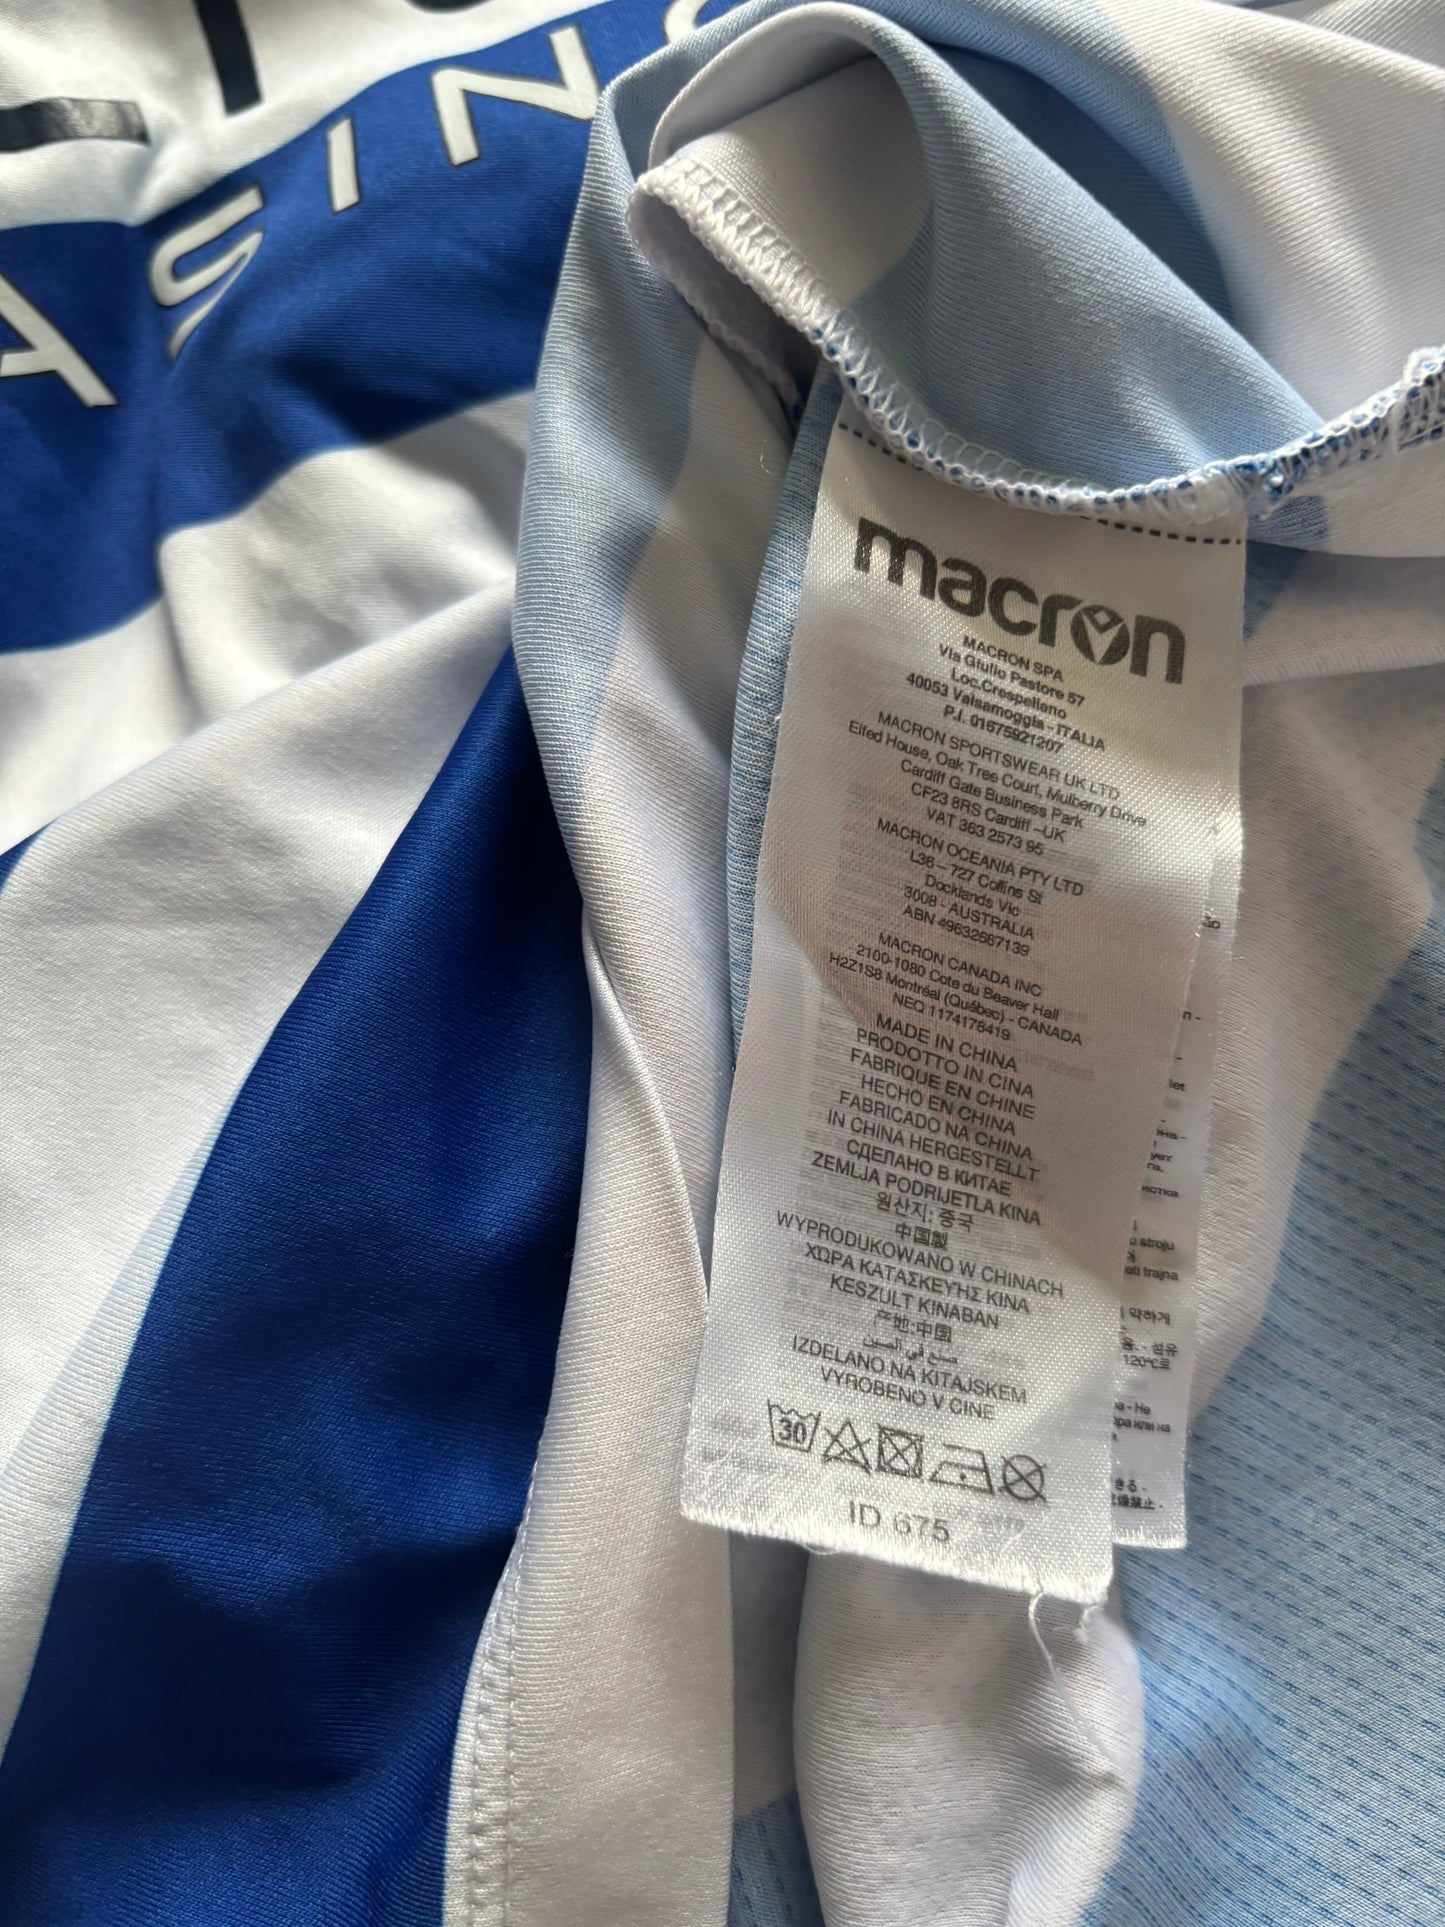 ASINO
macron
MACRON SPA
Via Giulio Pastore 57
Loc.Crespellano
40053 Valsamoggia - ITALIA
P.I. 01675921207
MACRON SPORTSWEAR UK LTD
Elfed House, Oak Tree Court, Mulberry Drive
Cardiff Gate Business Park
CF23 8RS Cardiff -UK
VAT 363 2573 95
MACRON OCEANIA PTY LTD
L38 - 727 Collins St
Docklands Vic
3008 - AUSTRALIA
ABN 49632667139
MACRON CANADA INC
2100-1080 Cote du Beaver Hall
H2Z1S8 Montréal (Québec) - CANADA
NEQ 1174178419
MADE IN CHINA
PRODOTTO IN CINA
FABRIQUE EN CHINE
HECHO EN CHINA
FABRICADO NA CHINA
IN CHINA HERGESTELLT
СДЕЛАНО В КИТАЕ
ZEMLJA PODRIJETLA KINA
원산지: 중국
中国製
WYPRODUKOWANO W CHINACH
ΧΩΡΑ ΚΑΤΑΣΚΕΥΗΣ ΚΙΝΑ
KESZULT KINABAN
产地:中国
صنع في الصين
IZDELANO NA KITAJSKEM
VYROBENO V CINE
30
ID 675